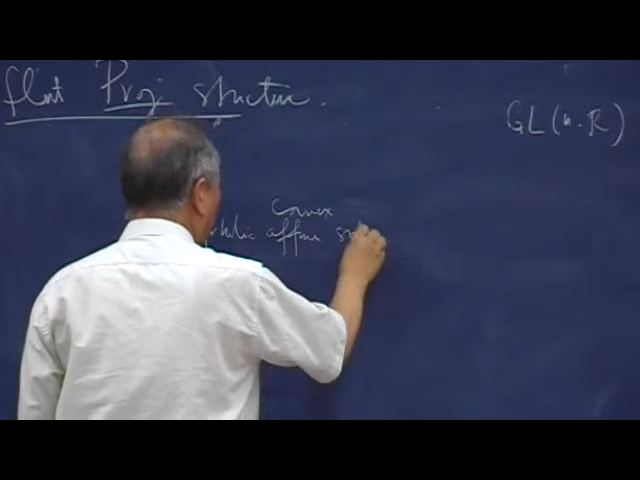 flat Proj structure.
GL(n.R)
convex
affine